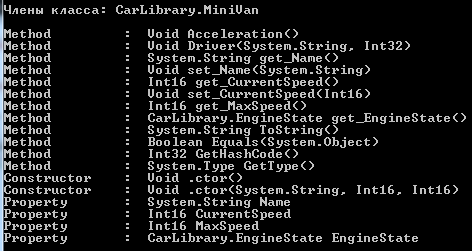 Члены класса: CarLibrary.MiniVan
Method : Void Acceleration()
Method : Void Driver(System.String, Int32)
Method : System.String get_Name()
Method : Void set_Name(System.String)
Method : Int16 get_CurrentSpeed()
Method : Void set_CurrentSpeed(Int16)
Method : Int16 get_MaxSpeed()
Method : CarLibrary.EngineState get_EngineState()
Method : System.String ToString()
Method : Boolean Equals(System.Object)
Method : Int32 GetHashCode()
Method : System.Type GetType()
Constructor : Void .ctor()
Constructor : Void .ctor(System.String, Int16, Int16)
Property : System.String Name
Property : Int16 CurrentSpeed
Property : Int16 MaxSpeed
Property : CarLibrary.EngineState EngineState